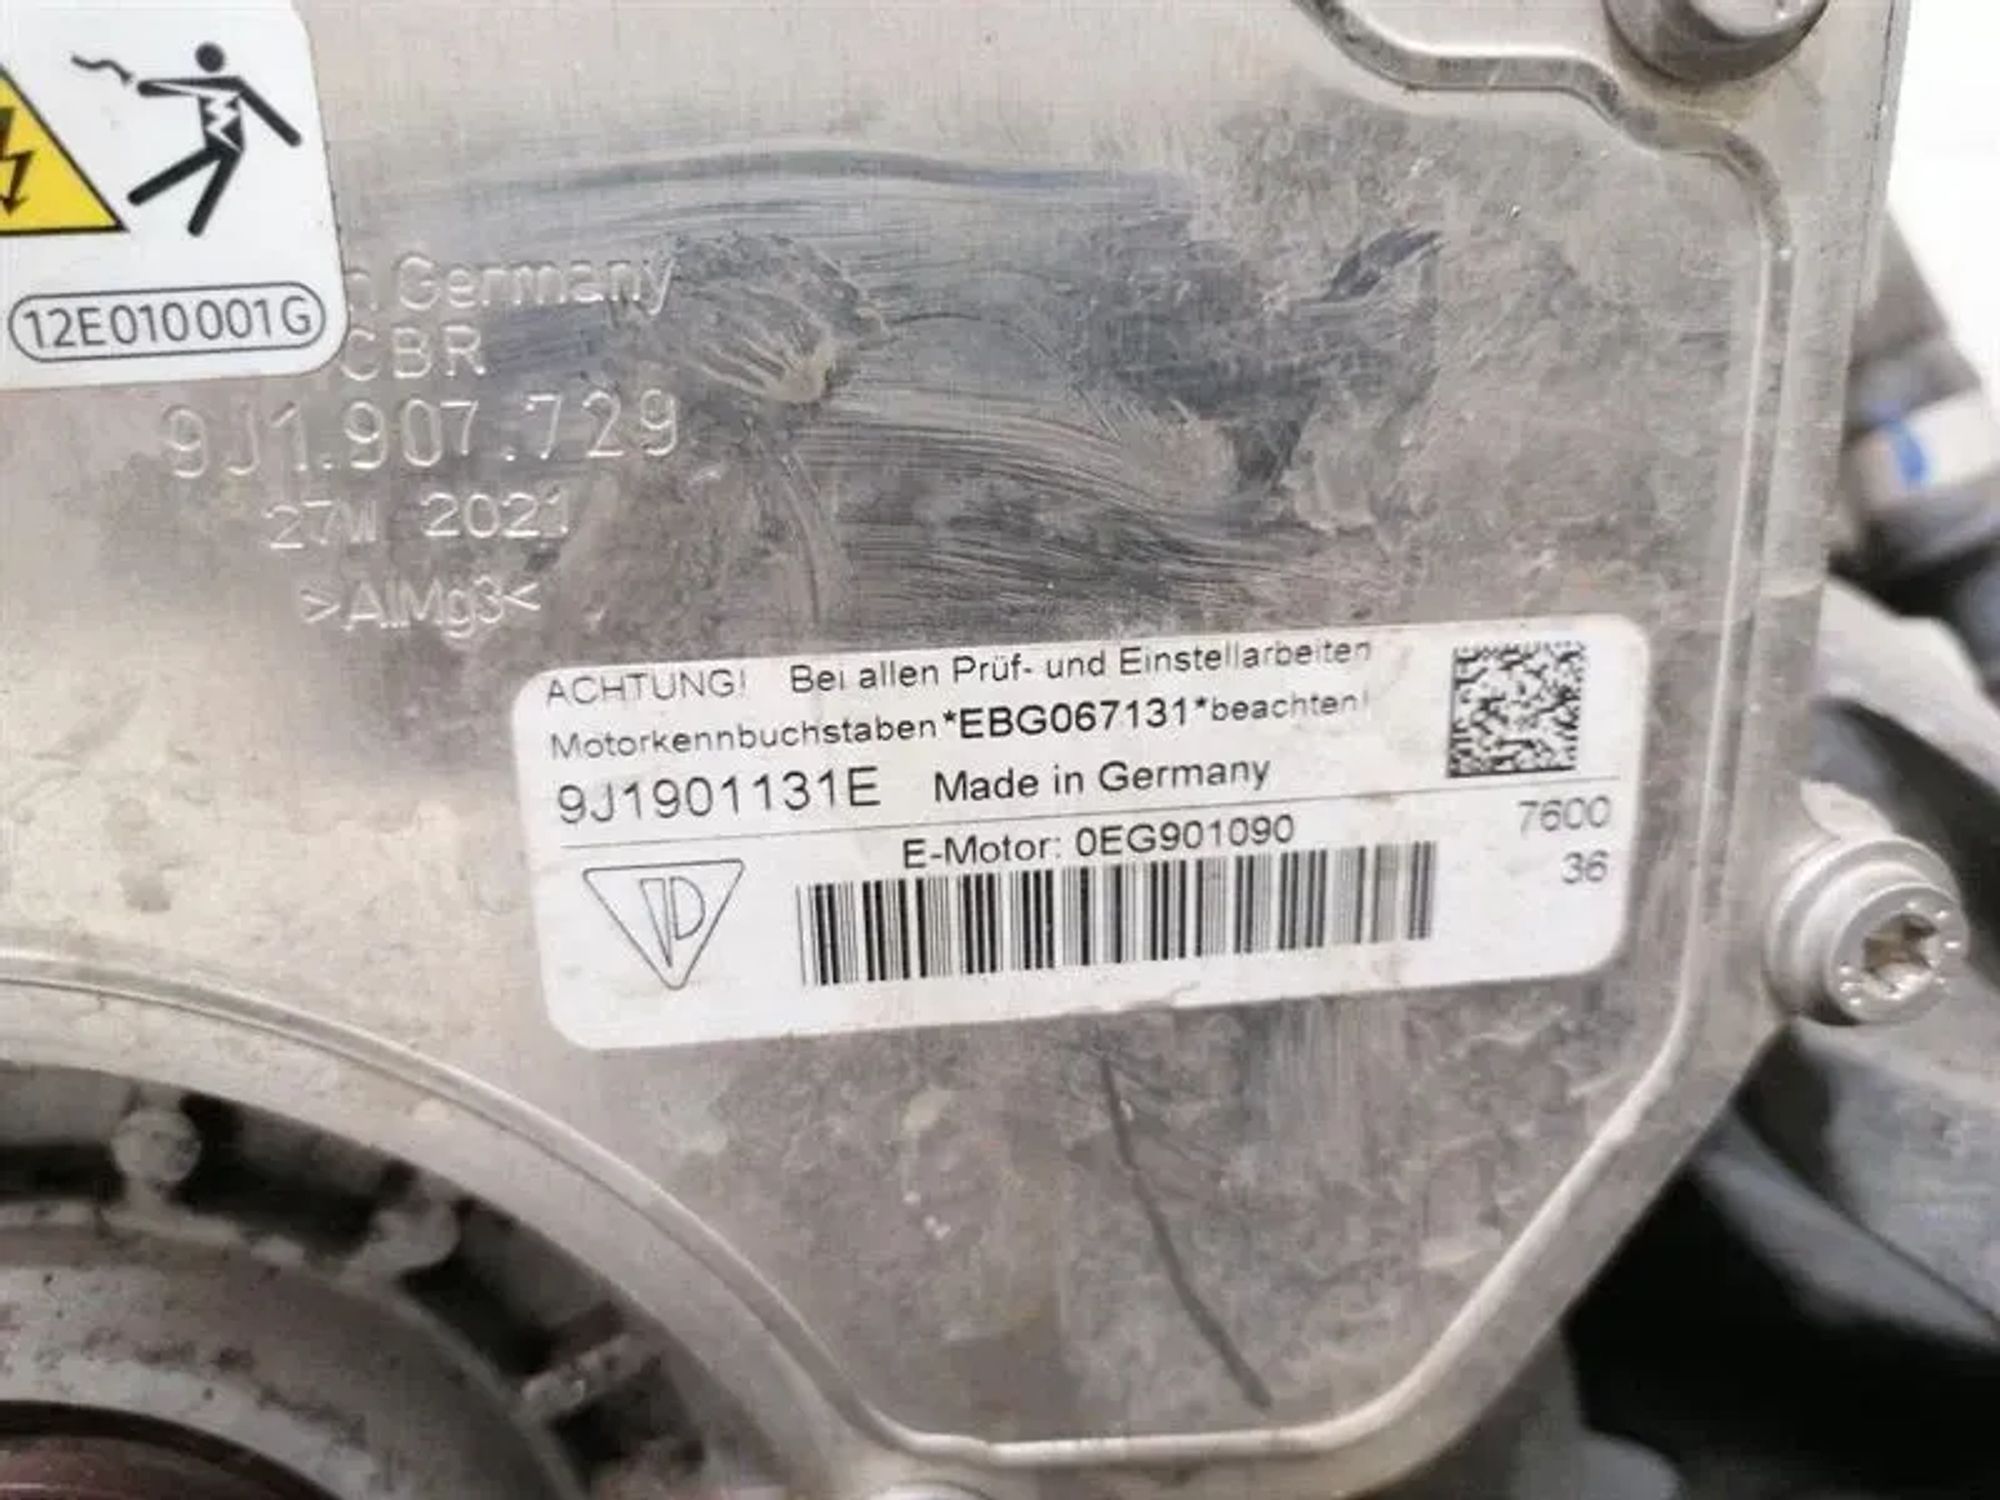 12E010001G
n Germany
CBR
9J1.907.729
27W 2021
>AlMg3<
ACHTUNG! Bei allen Prüf- und Einstellarbeiten
Motorkennbuchstaben *EBG067131* beachten!
9J1901131E Made in Germany
E-Motor: 0EG901090
7600
36